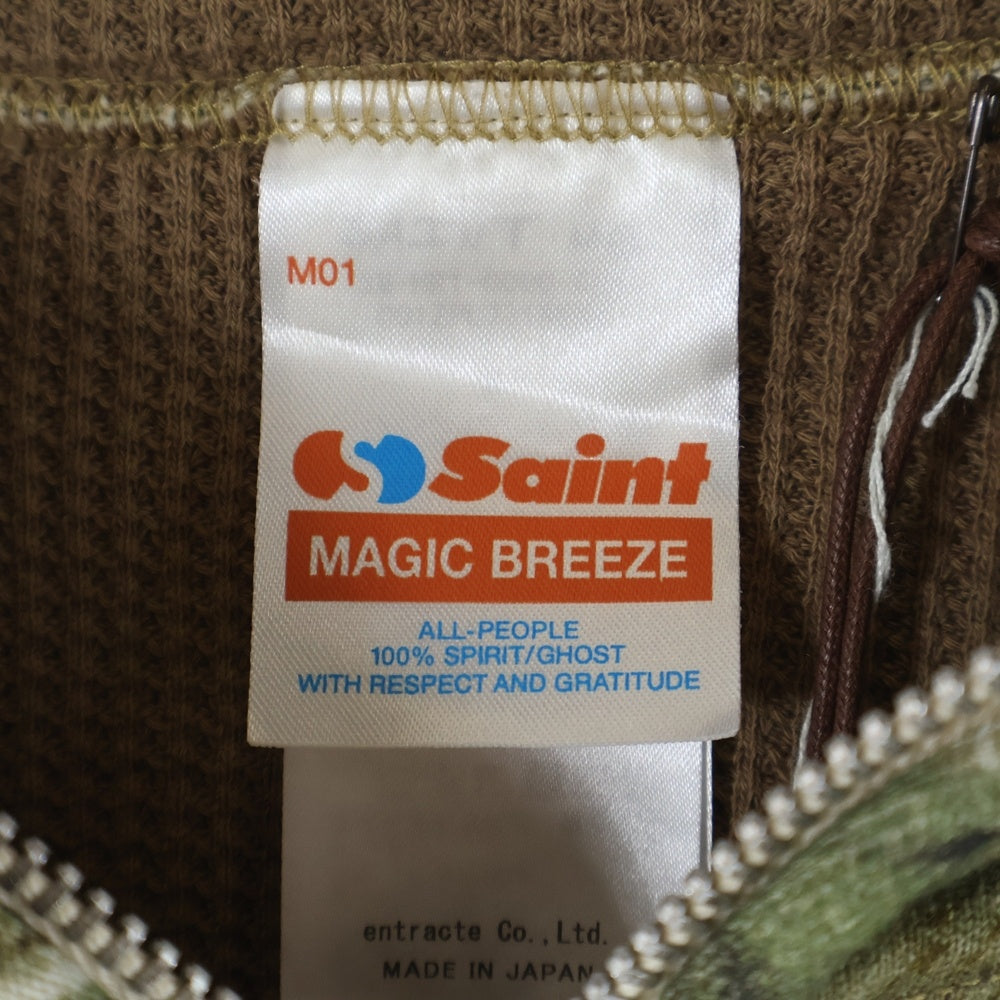 M01
Saint
MAGIC BREEZE
ALL-PEOPLE
100% SPIRIT/GHOST
WITH RESPECT AND GRATITUDE
entracte Co.,Ltd.
MADE IN JAPAN